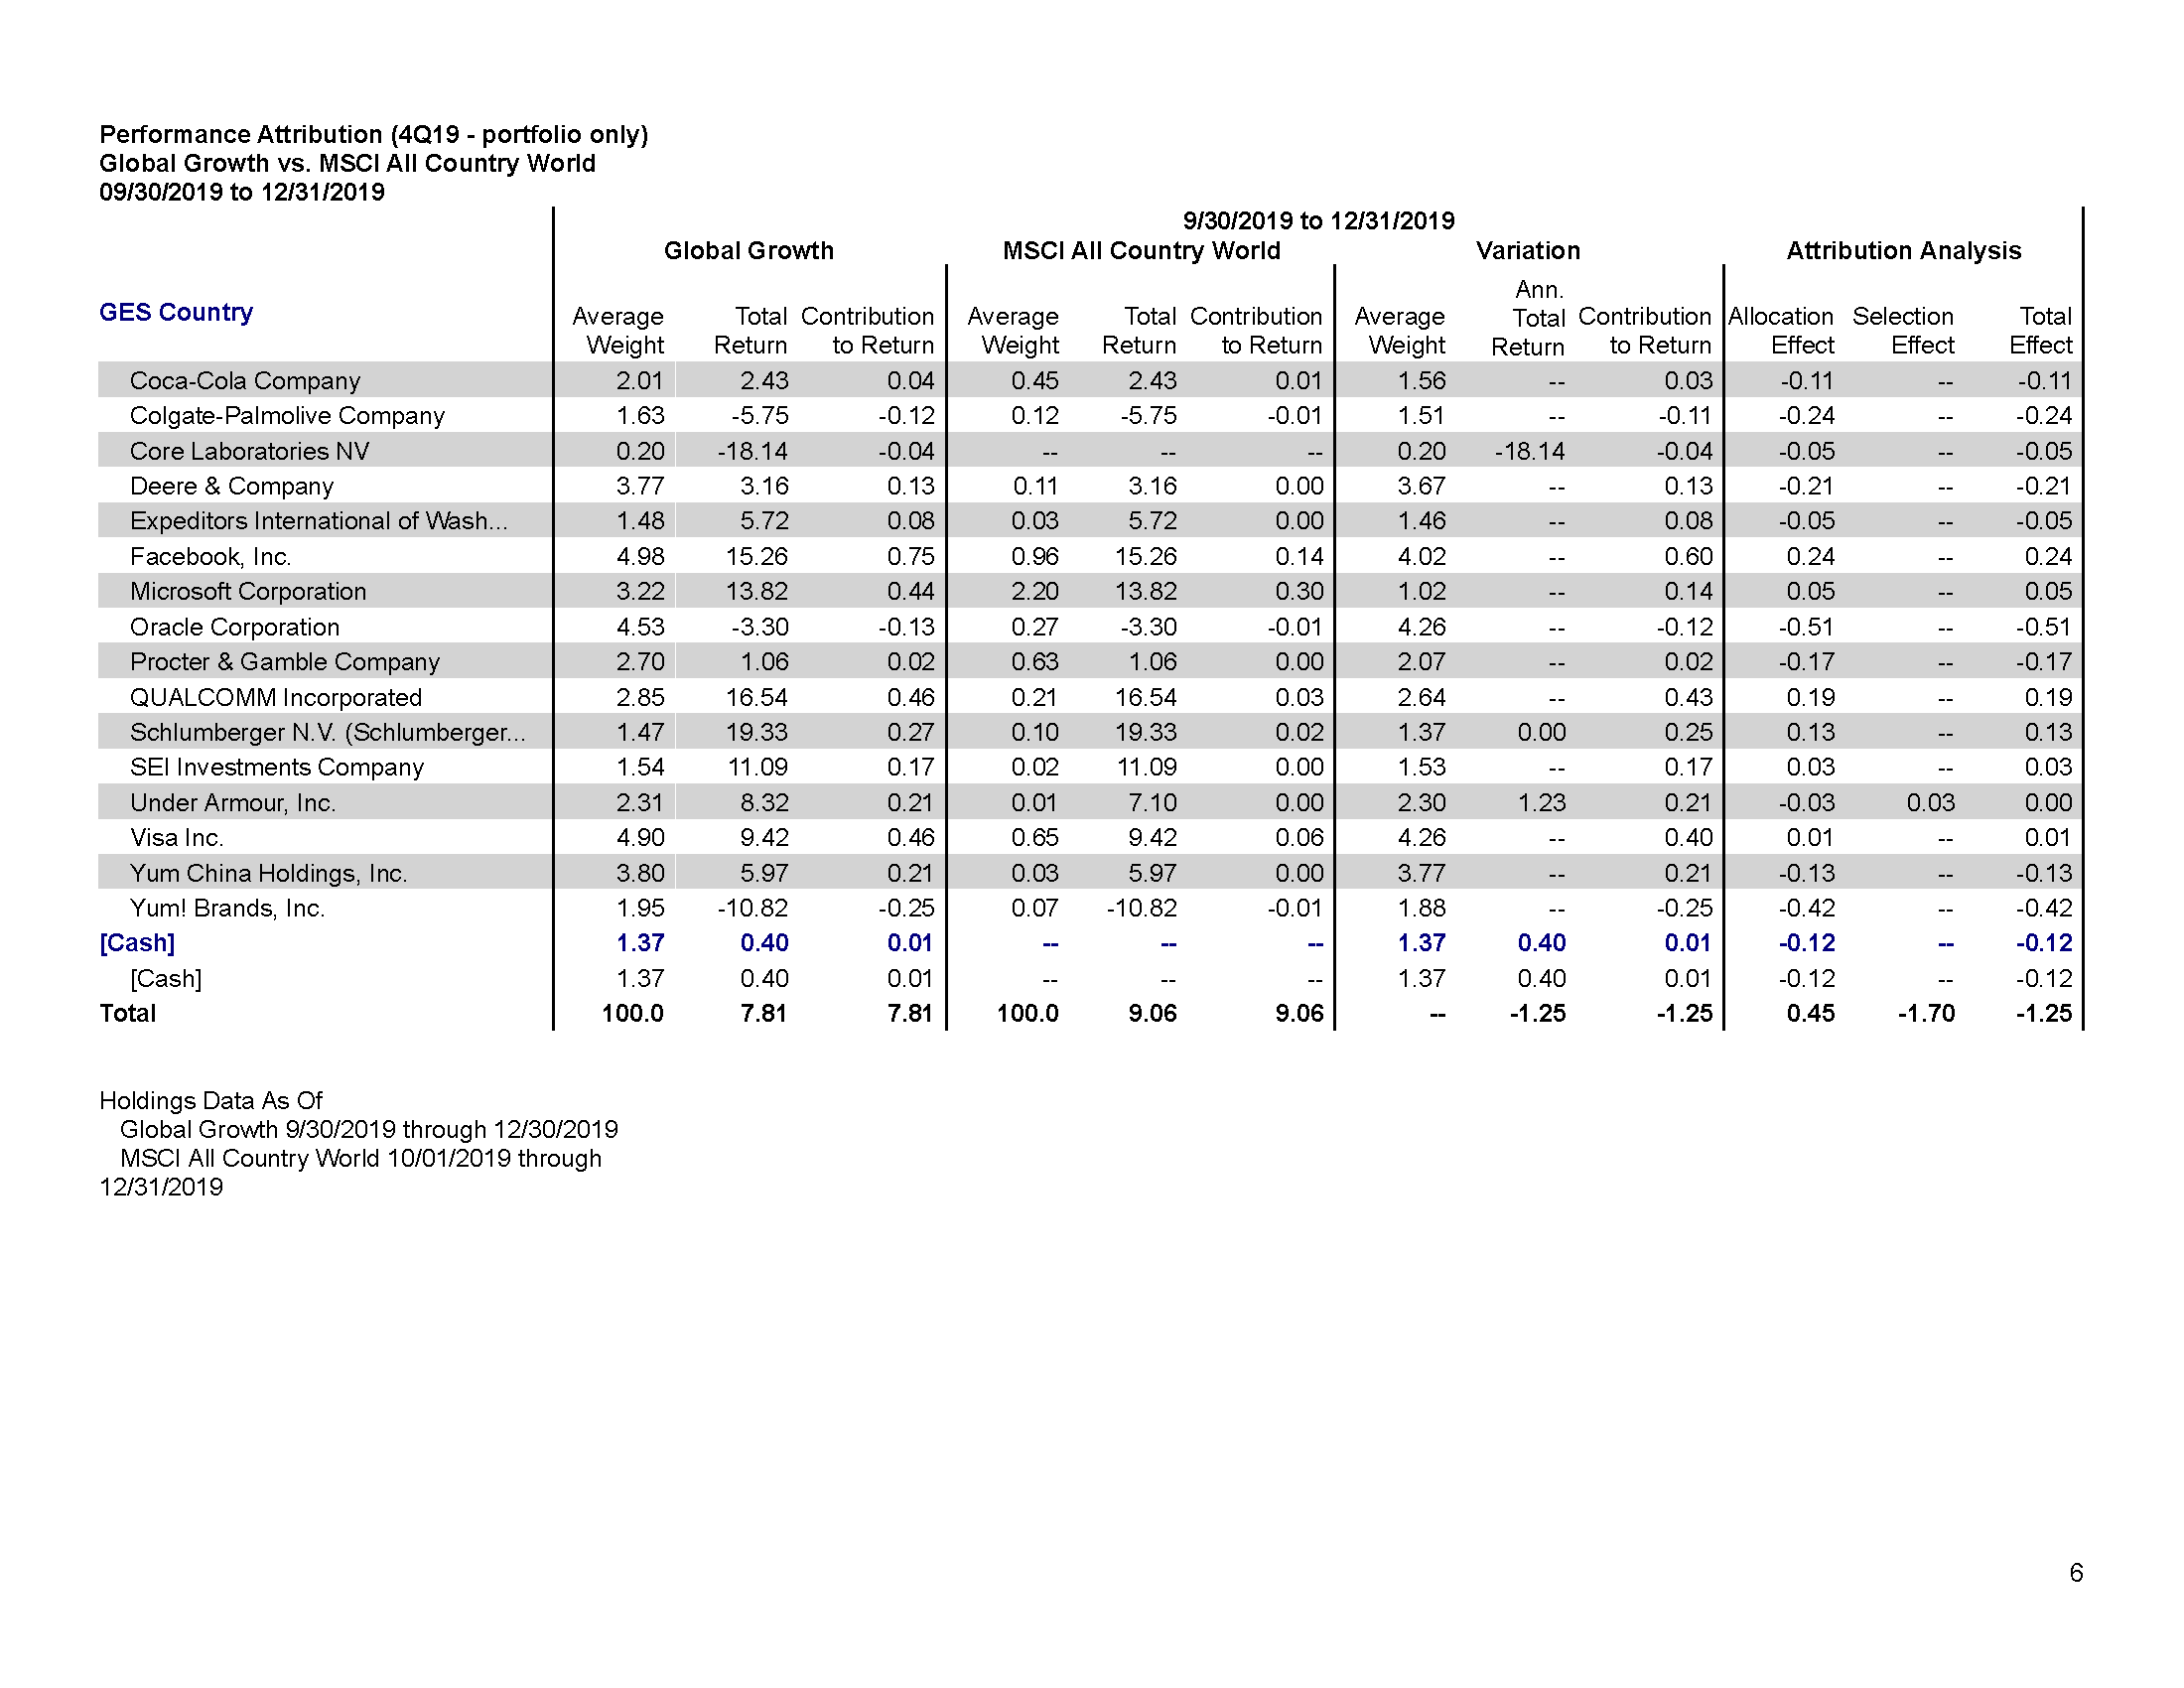 Performance Attribution (4Q19 - portfolio only)
Global Growth vs. MSCI All Country World
09/30/2019 to 12/31/2019
9/30/2019 to 12/31/2019
Global Growth MSCI All Country World Variation Attribution Analysis
GES Country Average Weight Total Return Contribution to Return Average Weight Total Return Contribution to Return Average Weight Ann. Total Return Contribution to Return Allocation Effect Selection Effect Total Effect
Coca-Cola Company 2.01 2.43 0.04 0.45 2.43 0.01 1.56 -- 0.03 -0.11 -- -0.11
Colgate-Palmolive Company 1.63 -5.75 -0.12 0.12 -5.75 -0.01 1.51 -- -0.11 -0.24 -- -0.24
Core Laboratories NV 0.20 -18.14 -0.04 -- -- -- 0.20 -18.14 -0.04 -0.05 -- -0.05
Deere & Company 3.77 3.16 0.13 0.11 3.16 0.00 3.67 -- 0.13 -0.21 -- -0.21
Expeditors International of Wash... 1.48 5.72 0.08 0.03 5.72 0.00 1.46 -- 0.08 -0.05 -- -0.05
Facebook, Inc. 4.98 15.26 0.75 0.96 15.26 0.14 4.02 -- 0.60 0.24 -- 0.24
Microsoft Corporation 3.22 13.82 0.44 2.20 13.82 0.30 1.02 -- 0.14 0.05 -- 0.05
Oracle Corporation 4.53 -3.30 -0.13 0.27 -3.30 -0.01 4.26 -- -0.12 -0.51 -- -0.51
Procter & Gamble Company 2.70 1.06 0.02 0.63 1.06 0.00 2.07 -- 0.02 -0.17 -- -0.17
QUALCOMM Incorporated 2.85 16.54 0.46 0.21 16.54 0.03 2.64 -- 0.43 0.19 -- 0.19
Schlumberger N.V. (Schlumberger... 1.47 19.33 0.27 0.10 19.33 0.02 1.37 0.00 0.25 0.13 -- 0.13
SEI Investments Company 1.54 11.09 0.17 0.02 11.09 0.00 1.53 -- 0.17 0.03 -- 0.03
Under Armour, Inc. 2.31 8.32 0.21 0.01 7.10 0.00 2.30 1.23 0.21 -0.03 0.03 0.00
Visa Inc. 4.90 9.42 0.46 0.65 9.42 0.06 4.26 -- 0.40 0.01 -- 0.01
Yum China Holdings, Inc. 3.80 5.97 0.21 0.03 5.97 0.00 3.77 -- 0.21 -0.13 -- -0.13
Yum! Brands, Inc. 1.95 -10.82 -0.25 0.07 -10.82 -0.01 1.88 -- -0.25 -0.42 -- -0.42
[Cash] 1.37 0.40 0.01 -- -- -- 1.37 0.40 0.01 -0.12 -- -0.12
[Cash] 1.37 0.40 0.01 -- -- -- 1.37 0.40 0.01 -0.12 -- -0.12
Total 100.0 7.81 7.81 100.0 9.06 9.06 -- -1.25 -1.25 0.45 -1.70 -1.25
Holdings Data As Of
Global Growth 9/30/2019 through 12/30/2019
MSCI All Country World 10/01/2019 through
12/31/2019
6